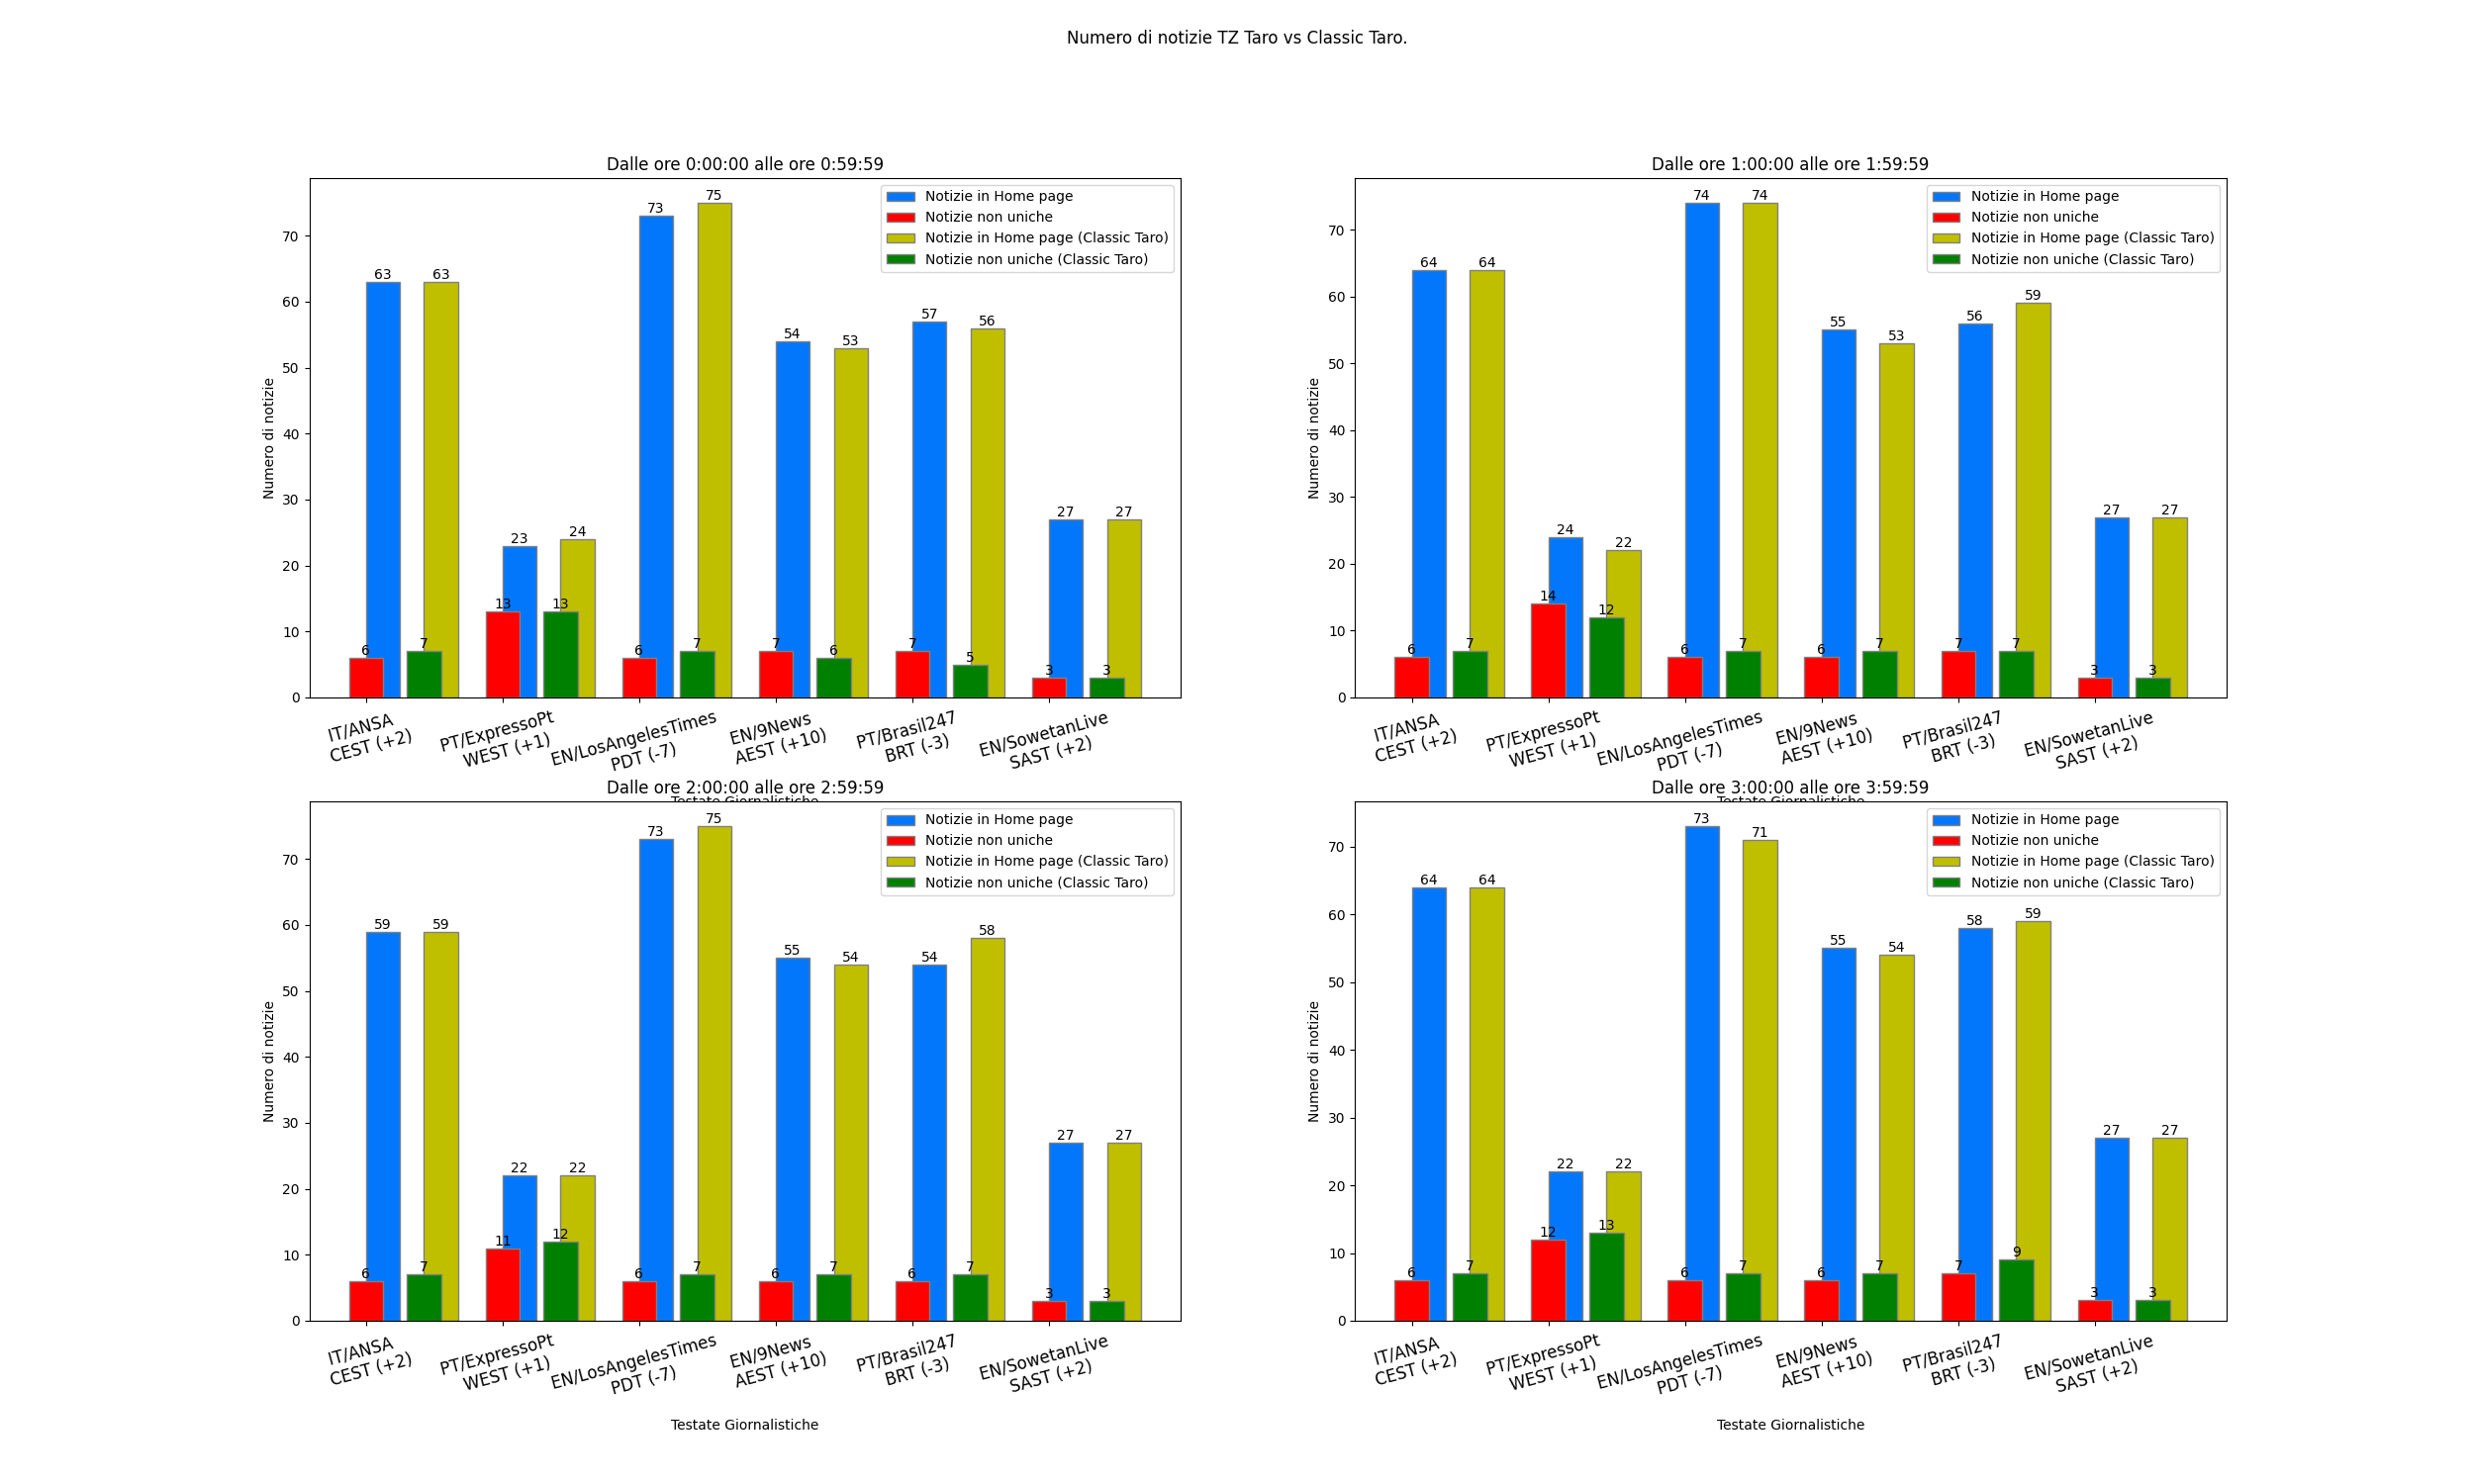 Numero di notizie TZ Taro vs Classic Taro.
Dalle ore 0:00:00 alle ore 0:59:59
Notizie in Home page
Notizie non uniche
Notizie in Home page (Classic Taro)
Notizie non uniche (Classic Taro)
Numero di notizie
70
60
50
40
30
20
10
0
63 63 23 24 73 75 54 53 57 56 27 27
6 7 13 13 6 7 7 6 7 5 3 3
IT/ANSA
CEST (+2)
PT/ExpressoPt
WEST (+1)
EN/LosAngelesTimes
PDT (-7)
EN/9News
AEST (+10)
PT/Brasil247
BRT (-3)
EN/SowetanLive
SAST (+2)
Testate Giornalistiche
Dalle ore 1:00:00 alle ore 1:59:59
Notizie in Home page
Notizie non uniche
Notizie in Home page (Classic Taro)
Notizie non uniche (Classic Taro)
Numero di notizie
70
60
50
40
30
20
10
0
64 64 24 22 74 74 55 53 56 59 27 27
6 7 14 12 6 7 6 7 7 7 3 3
IT/ANSA
CEST (+2)
PT/ExpressoPt
WEST (+1)
EN/LosAngelesTimes
PDT (-7)
EN/9News
AEST (+10)
PT/Brasil247
BRT (-3)
EN/SowetanLive
SAST (+2)
Testate Giornalistiche
Dalle ore 2:00:00 alle ore 2:59:59
Notizie in Home page
Notizie non uniche
Notizie in Home page (Classic Taro)
Notizie non uniche (Classic Taro)
Numero di notizie
70
60
50
40
30
20
10
0
59 59 22 22 73 75 55 54 54 58 27 27
6 7 11 12 6 7 6 7 6 7 3 3
IT/ANSA
CEST (+2)
PT/ExpressoPt
WEST (+1)
EN/LosAngelesTimes
PDT (-7)
EN/9News
AEST (+10)
PT/Brasil247
BRT (-3)
EN/SowetanLive
SAST (+2)
Testate Giornalistiche
Dalle ore 3:00:00 alle ore 3:59:59
Notizie in Home page
Notizie non uniche
Notizie in Home page (Classic Taro)
Notizie non uniche (Classic Taro)
Numero di notizie
70
60
50
40
30
20
10
0
64 64 22 22 73 71 55 54 58 59 27 27
6 7 12 13 6 7 6 7 7 9 3 3
IT/ANSA
CEST (+2)
PT/ExpressoPt
WEST (+1)
EN/LosAngelesTimes
PDT (-7)
EN/9News
AEST (+10)
PT/Brasil247
BRT (-3)
EN/SowetanLive
SAST (+2)
Testate Giornalistiche